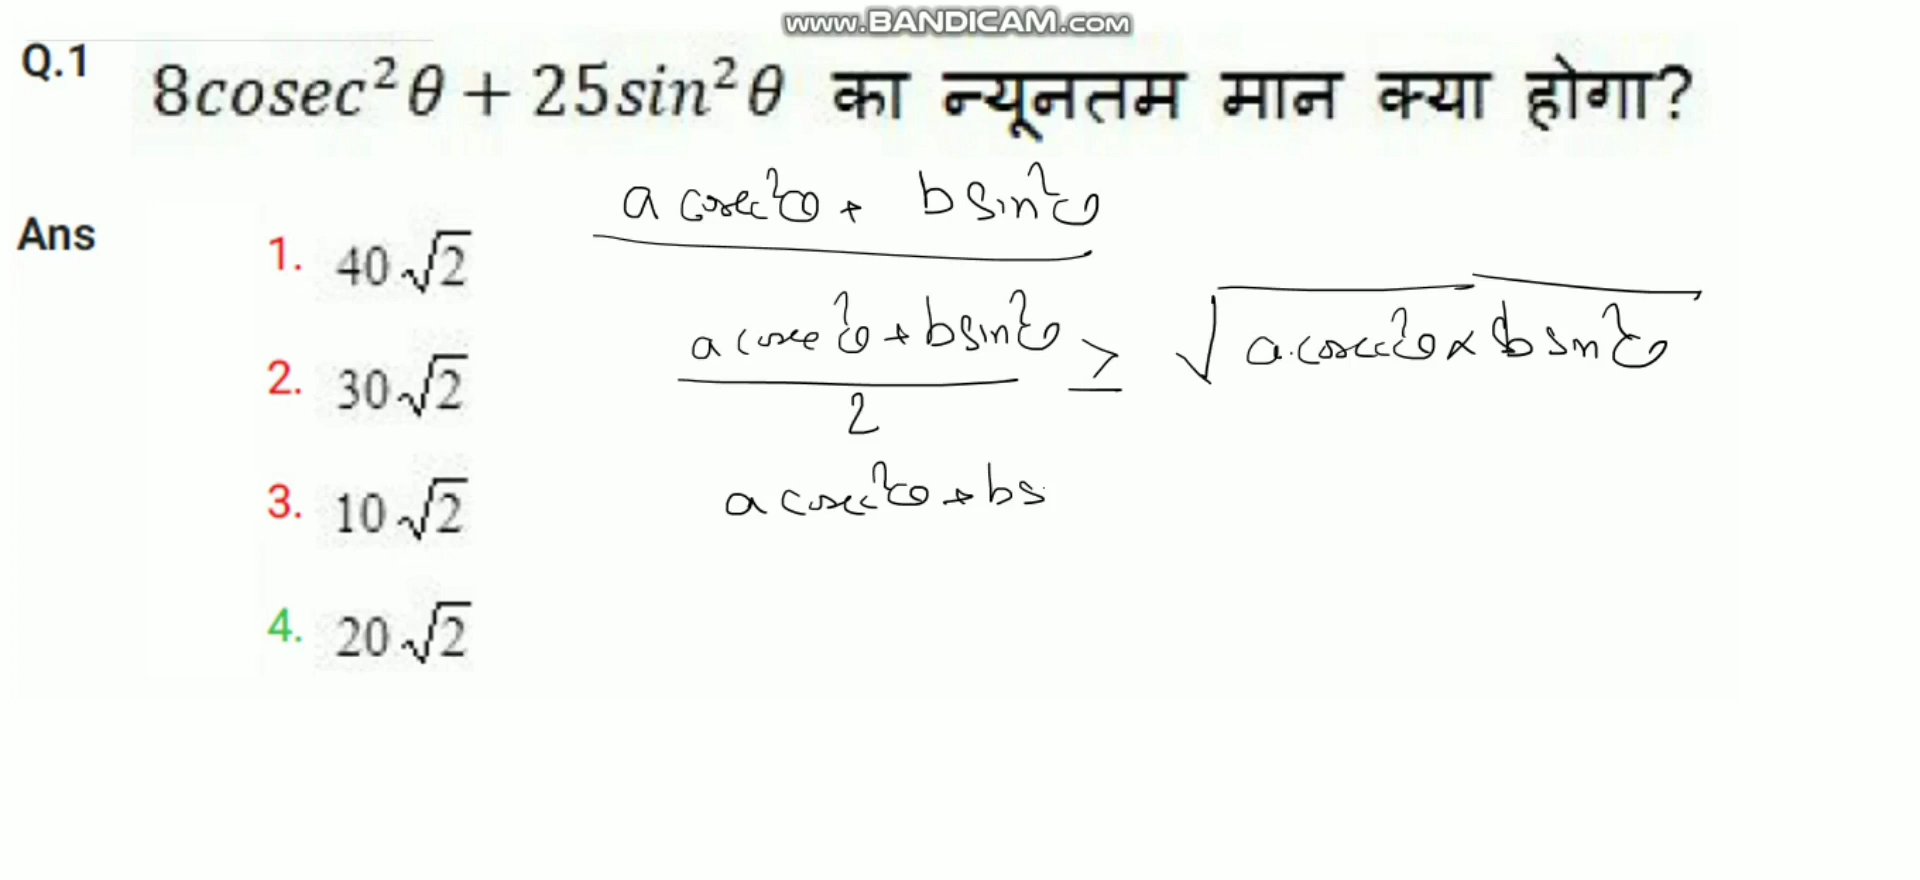 www.BANDICAM.com
Q.1 8cosec²θ + 25sin²θ का न्यूनतम मान क्या होगा?
a cosec²θ + b sin²θ
Ans
1. 40√2
a cosec²θ + b sin²θ / 2 ≥ √(a cosec²θ × b sin²θ)
2. 30√2
3. 10√2
a cosec²θ + bs
4. 20√2